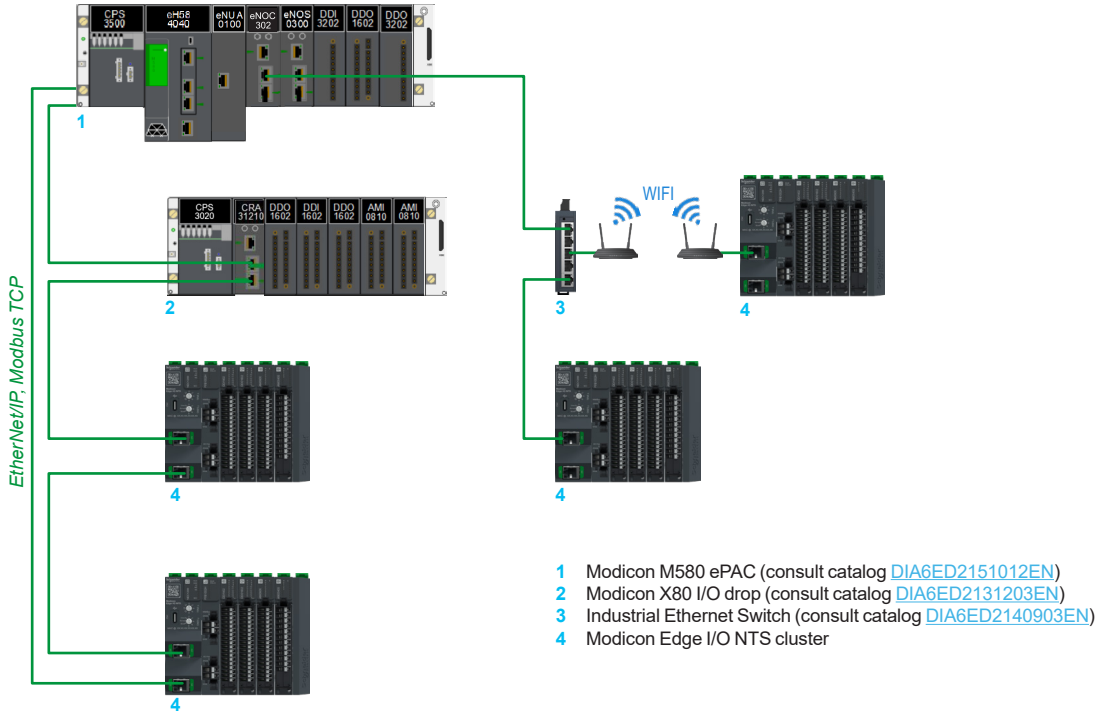 CPS 3500
eH58 4040
eNUA 0100
eNOC 302
eNOS 0300
DDI 3202
DDO 1602
DDO 3202
1
CPS 3020
CRA 31210
DDO 1602
DDI 1602
DDO 1602
AMI 0810
AMI 0810
2
WIFI
3
4
EtherNet/IP, Modbus TCP
4
4
4
1 Modicon M580 ePAC (consult catalog DIA6ED2151012EN)
2 Modicon X80 I/O drop (consult catalog DIA6ED2131203EN)
3 Industrial Ethernet Switch (consult catalog DIA6ED2140903EN)
4 Modicon Edge I/O NTS cluster